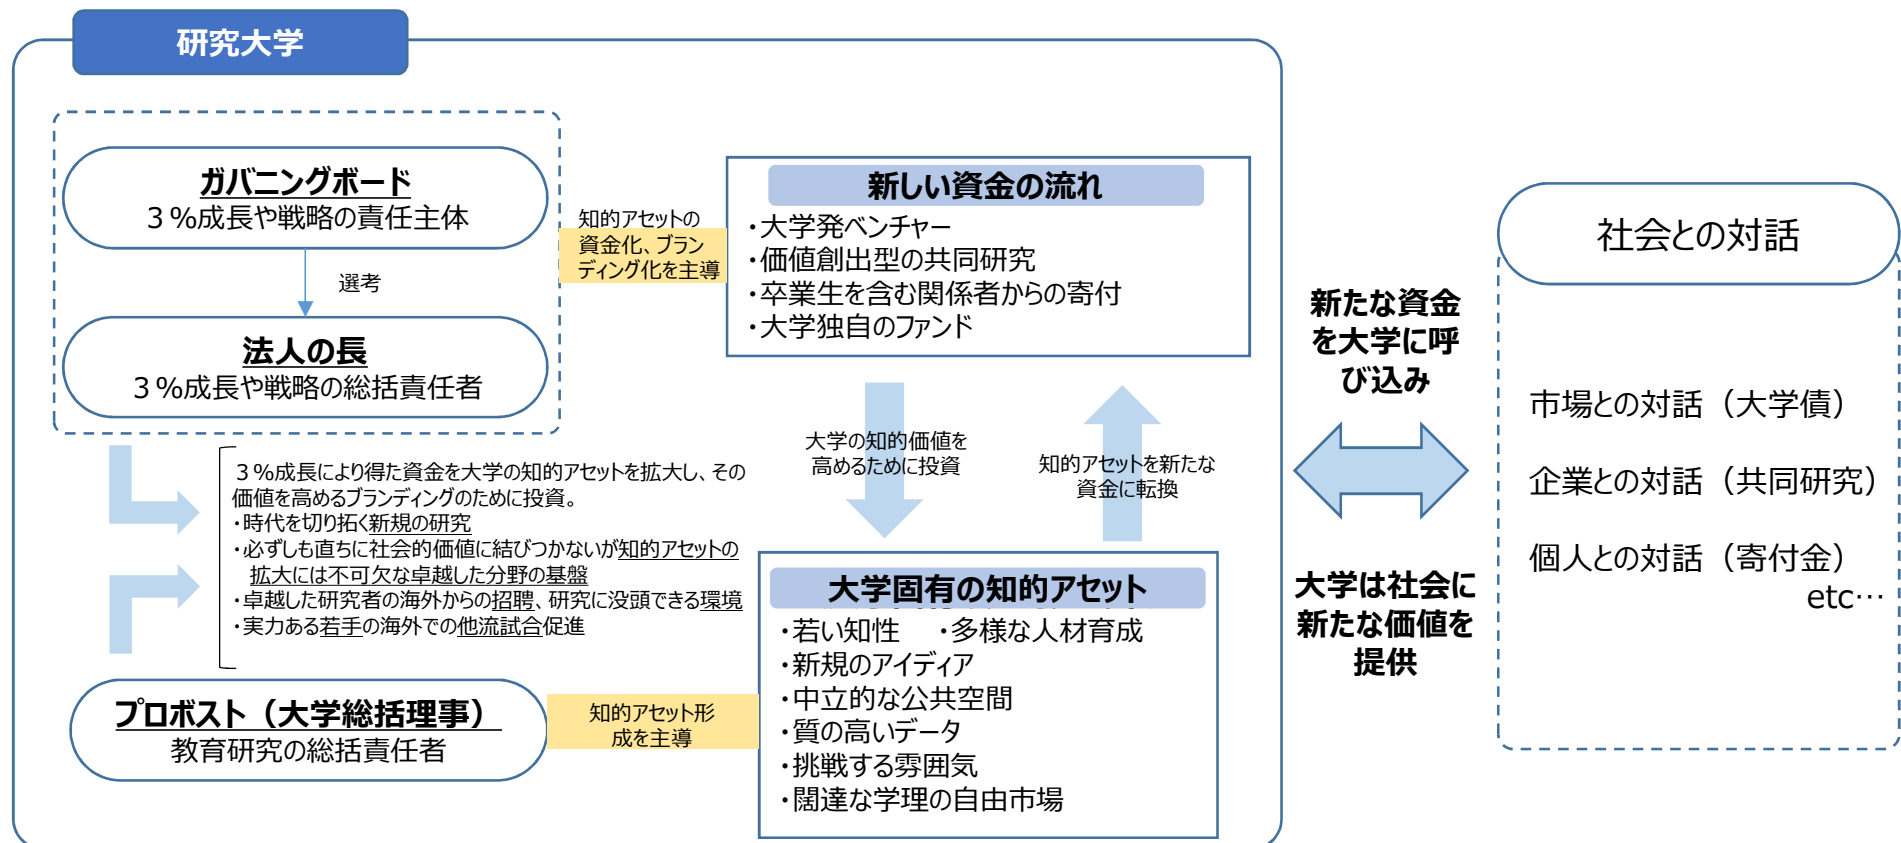 研究大学
ガバニングボード
３%成長や戦略の責任主体
選考
法人の長
３%成長や戦略の総括責任者
知的アセットの
資金化、ブラン
ディング化を主導
新しい資金の流れ
・大学発ベンチャー
・価値創出型の共同研究
・卒業生を含む関係者からの寄付
・大学独自のファンド
大学の知的価値を
高めるために投資
知的アセットを新たな
資金に転換
３%成長により得た資金を大学の知的アセットを拡大し、その
価値を高めるブランディングのために投資。
・時代を切り拓く新規の研究
・必ずしも直ちに社会的価値に結びつかないが知的アセットの
拡大には不可欠な卓越した分野の基盤
・卓越した研究者の海外からの招聘、研究に没頭できる環境
・実力ある若手の海外での他流試合促進
プロボスト（大学総括理事）
教育研究の総括責任者
知的アセット形
成を主導
大学固有の知的アセット
・若い知性　・多様な人材育成
・新規のアイディア
・中立的な公共空間
・質の高いデータ
・挑戦する雰囲気
・闊達な学理の自由市場
新たな資金
を大学に呼
び込み
大学は社会に
新たな価値を
提供
社会との対話
市場との対話（大学債）
企業との対話（共同研究）
個人との対話（寄付金）
etc…